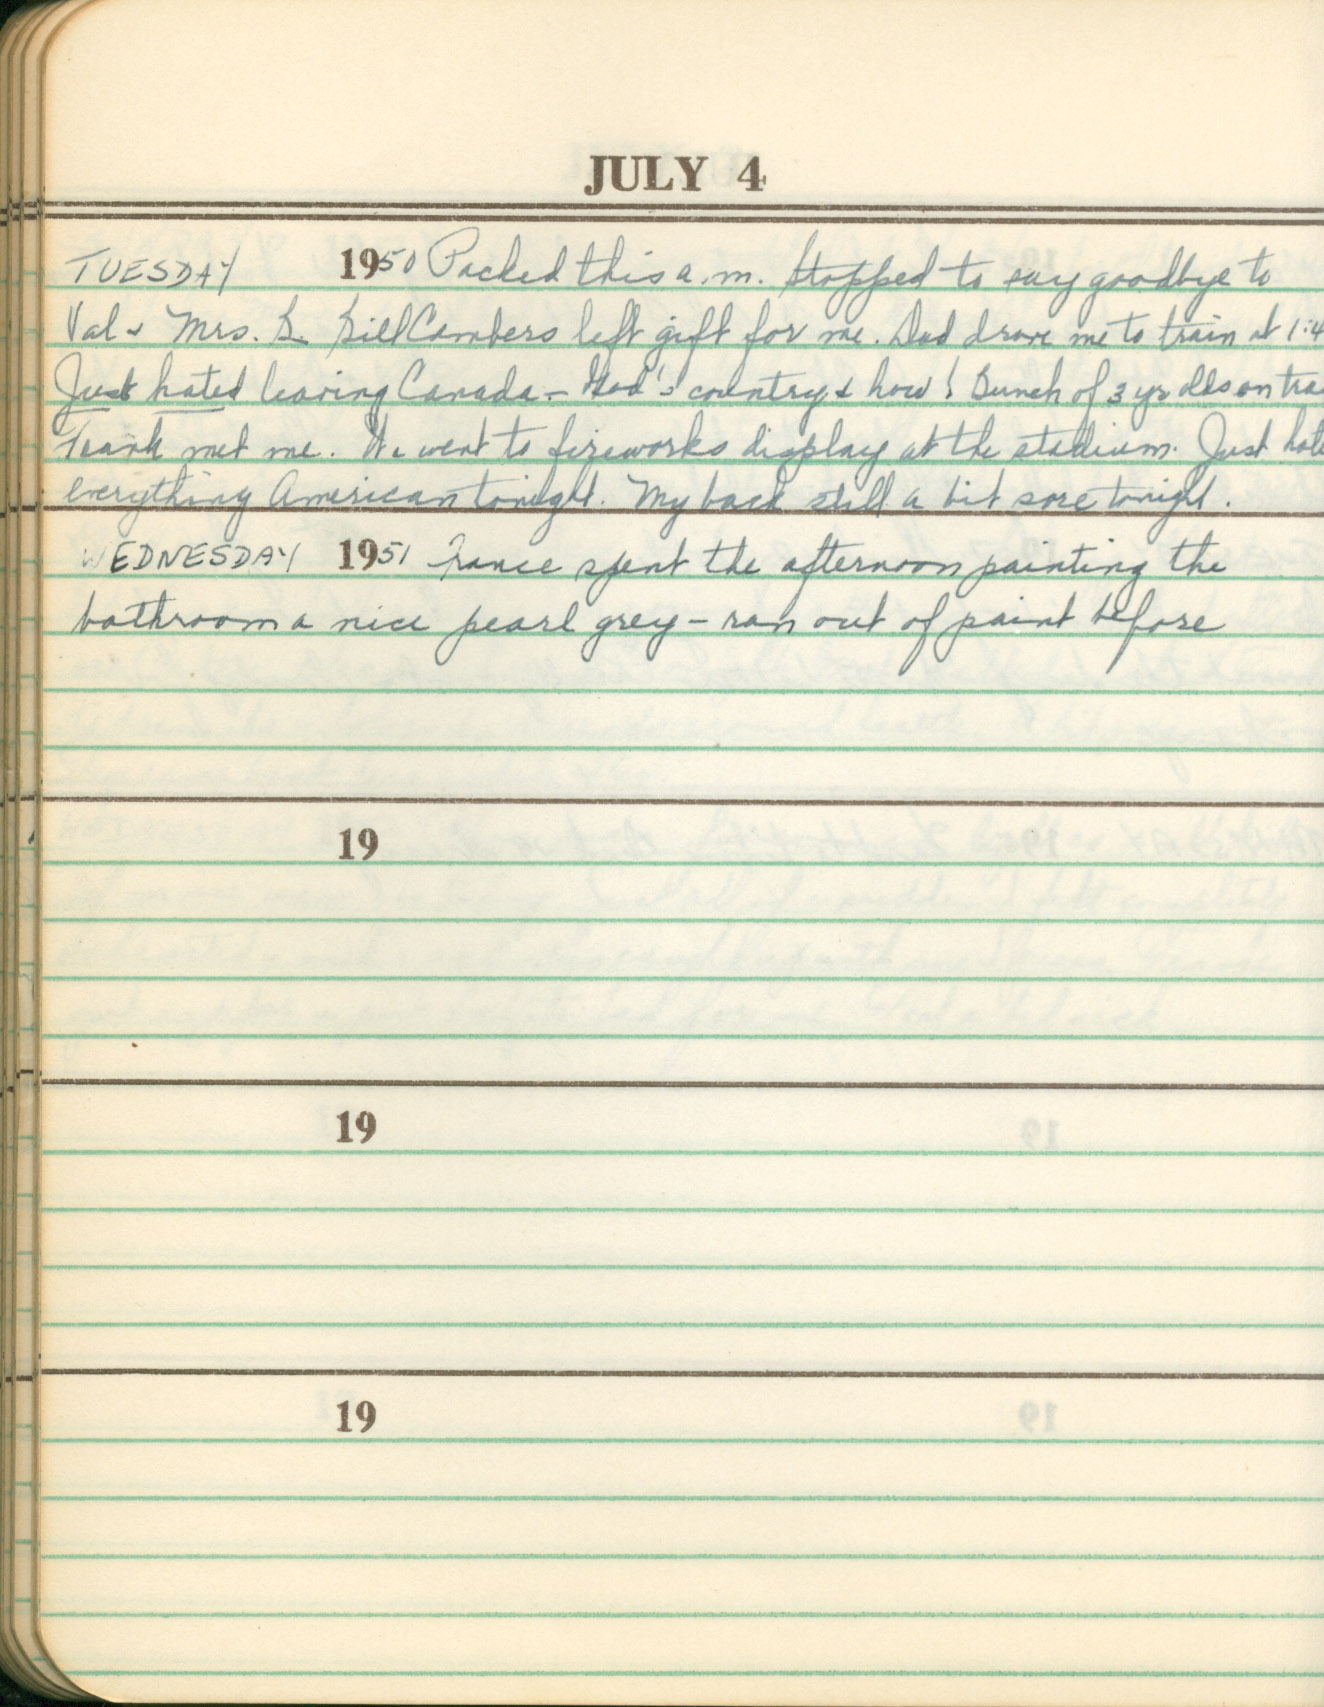 JULY 4
TUESDAY 1950 Packed this a.m. Stopped to say goodbye to
Val & Mrs. B. Bill Cambers left gift for me. Dad drove me to train at 1:4
Just hated leaving Canada – God's country & how! Bunch of 3 yr olds on tra
Frank met me. We went to fireworks display at the stadium. Just hate
everything American tonight. My back still a bit sore tonight.
WEDNESDAY 1951 France spent the afternoon painting the
bathroom a nice pearl grey – ran out of paint before
19
19
19